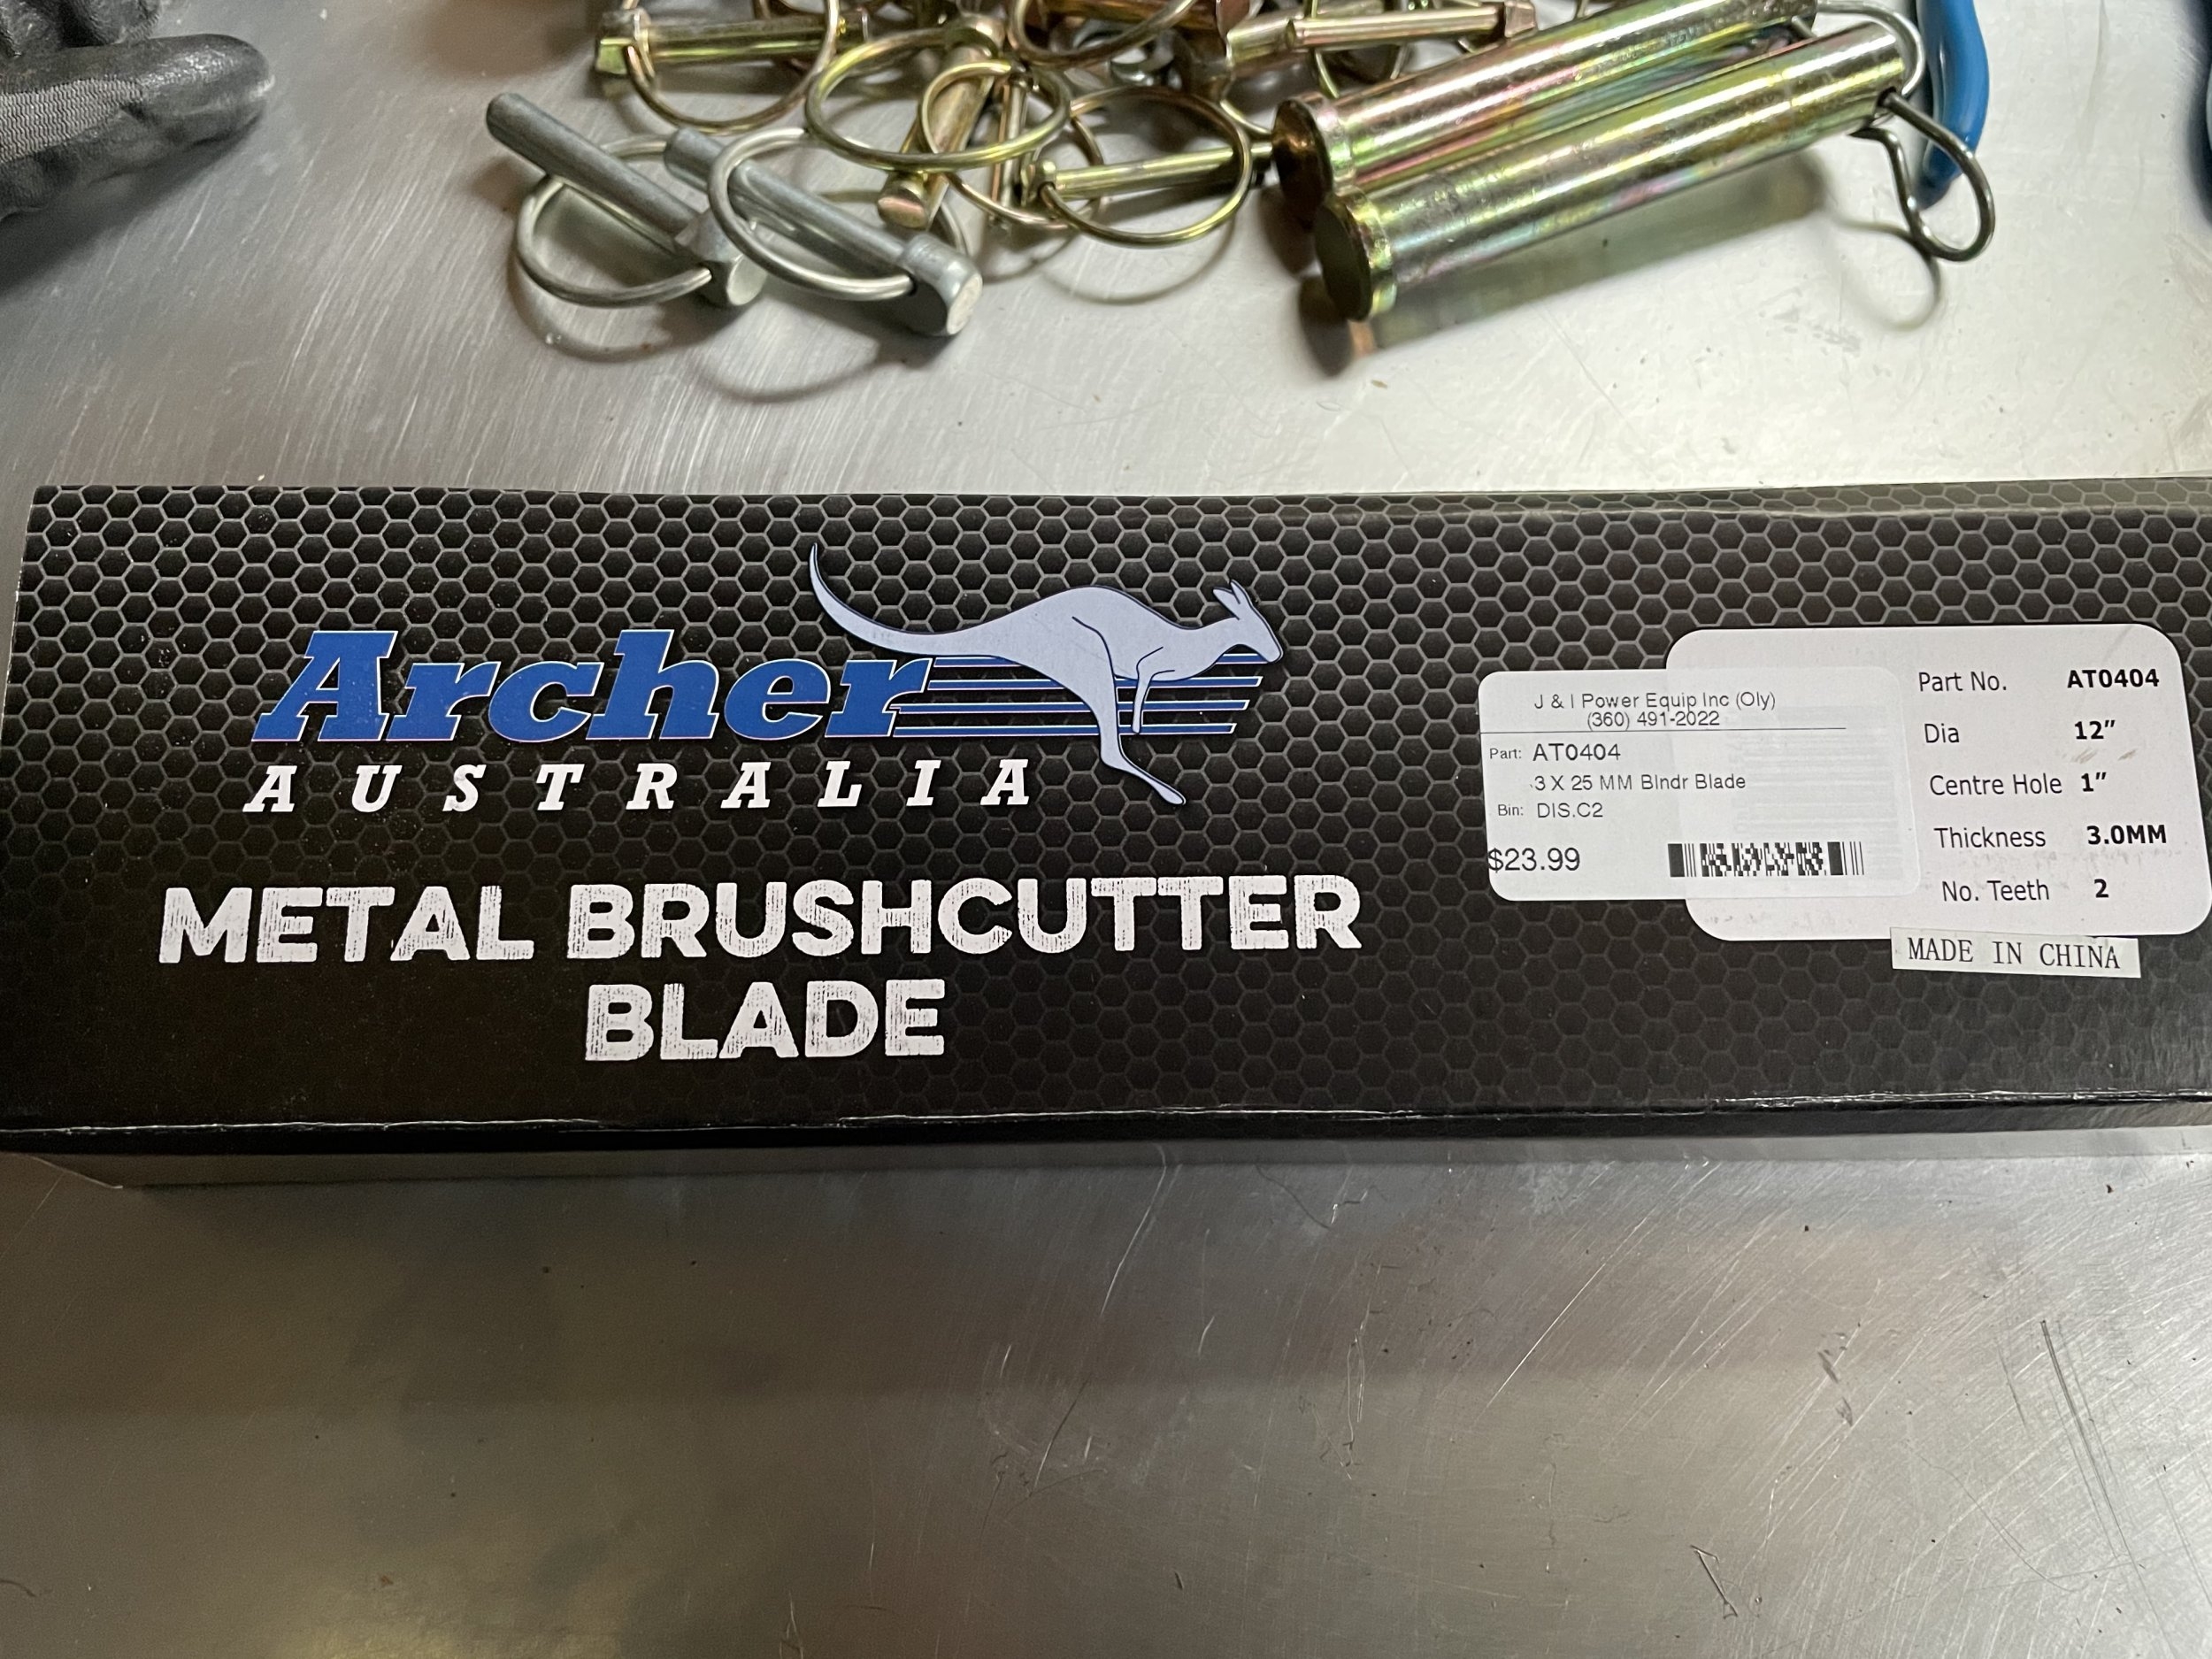 Archer
AUSTRALIA
METAL BRUSHCUTTER
BLADE
J & I Power Equip Inc (Oly)
(360) 491-2022
Part: AT0404
3 X 25 MM Blndr Blade
Bin: DIS.C2
$23.99
Part No. AT0404
Dia 12"
Centre Hole 1"
Thickness 3.0MM
No. Teeth 2
MADE IN CHINA